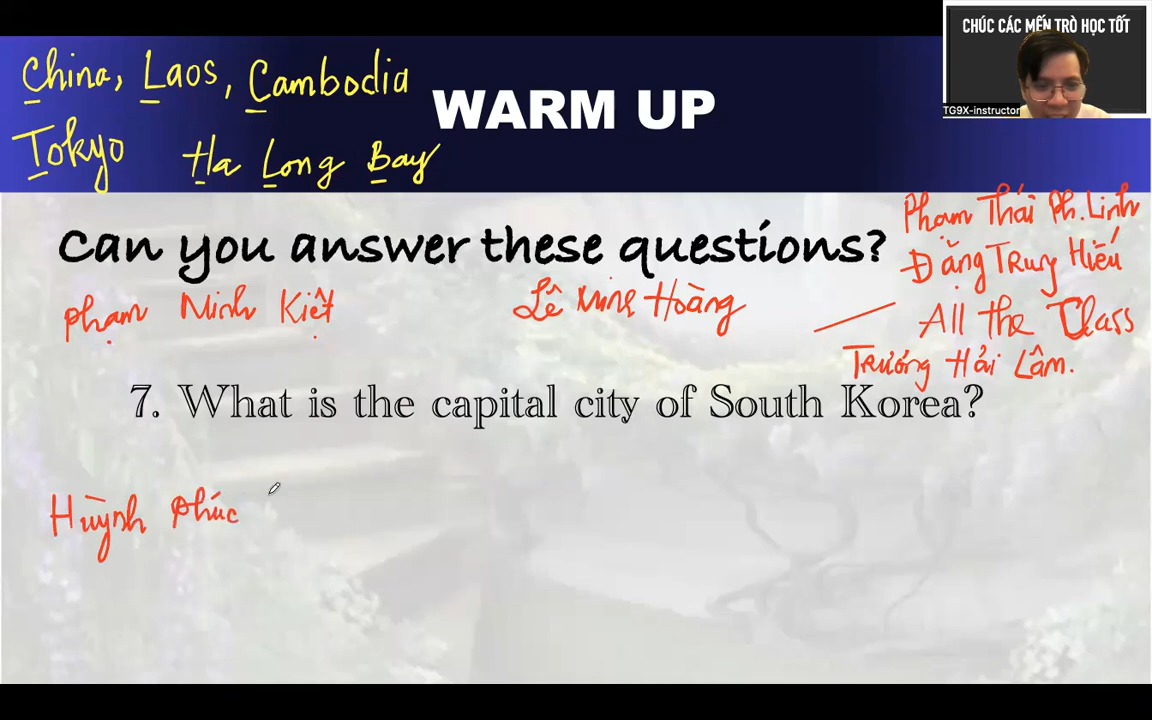 CHÚC CÁC MẾN TRÒ HỌC TỐT
TG9X-instructor
China, Laos, Cambodia
WARM UP
Tokyo Ha Long Bay
Phạm Thái Ph. Linh
Can you answer these questions?
Đặng Trung Hiếu
Phạm Minh Kiệt Lê Minh Hoàng
All the Class
Trương Hải Lâm.
7. What is the capital city of South Korea?
Huỳnh Phúc